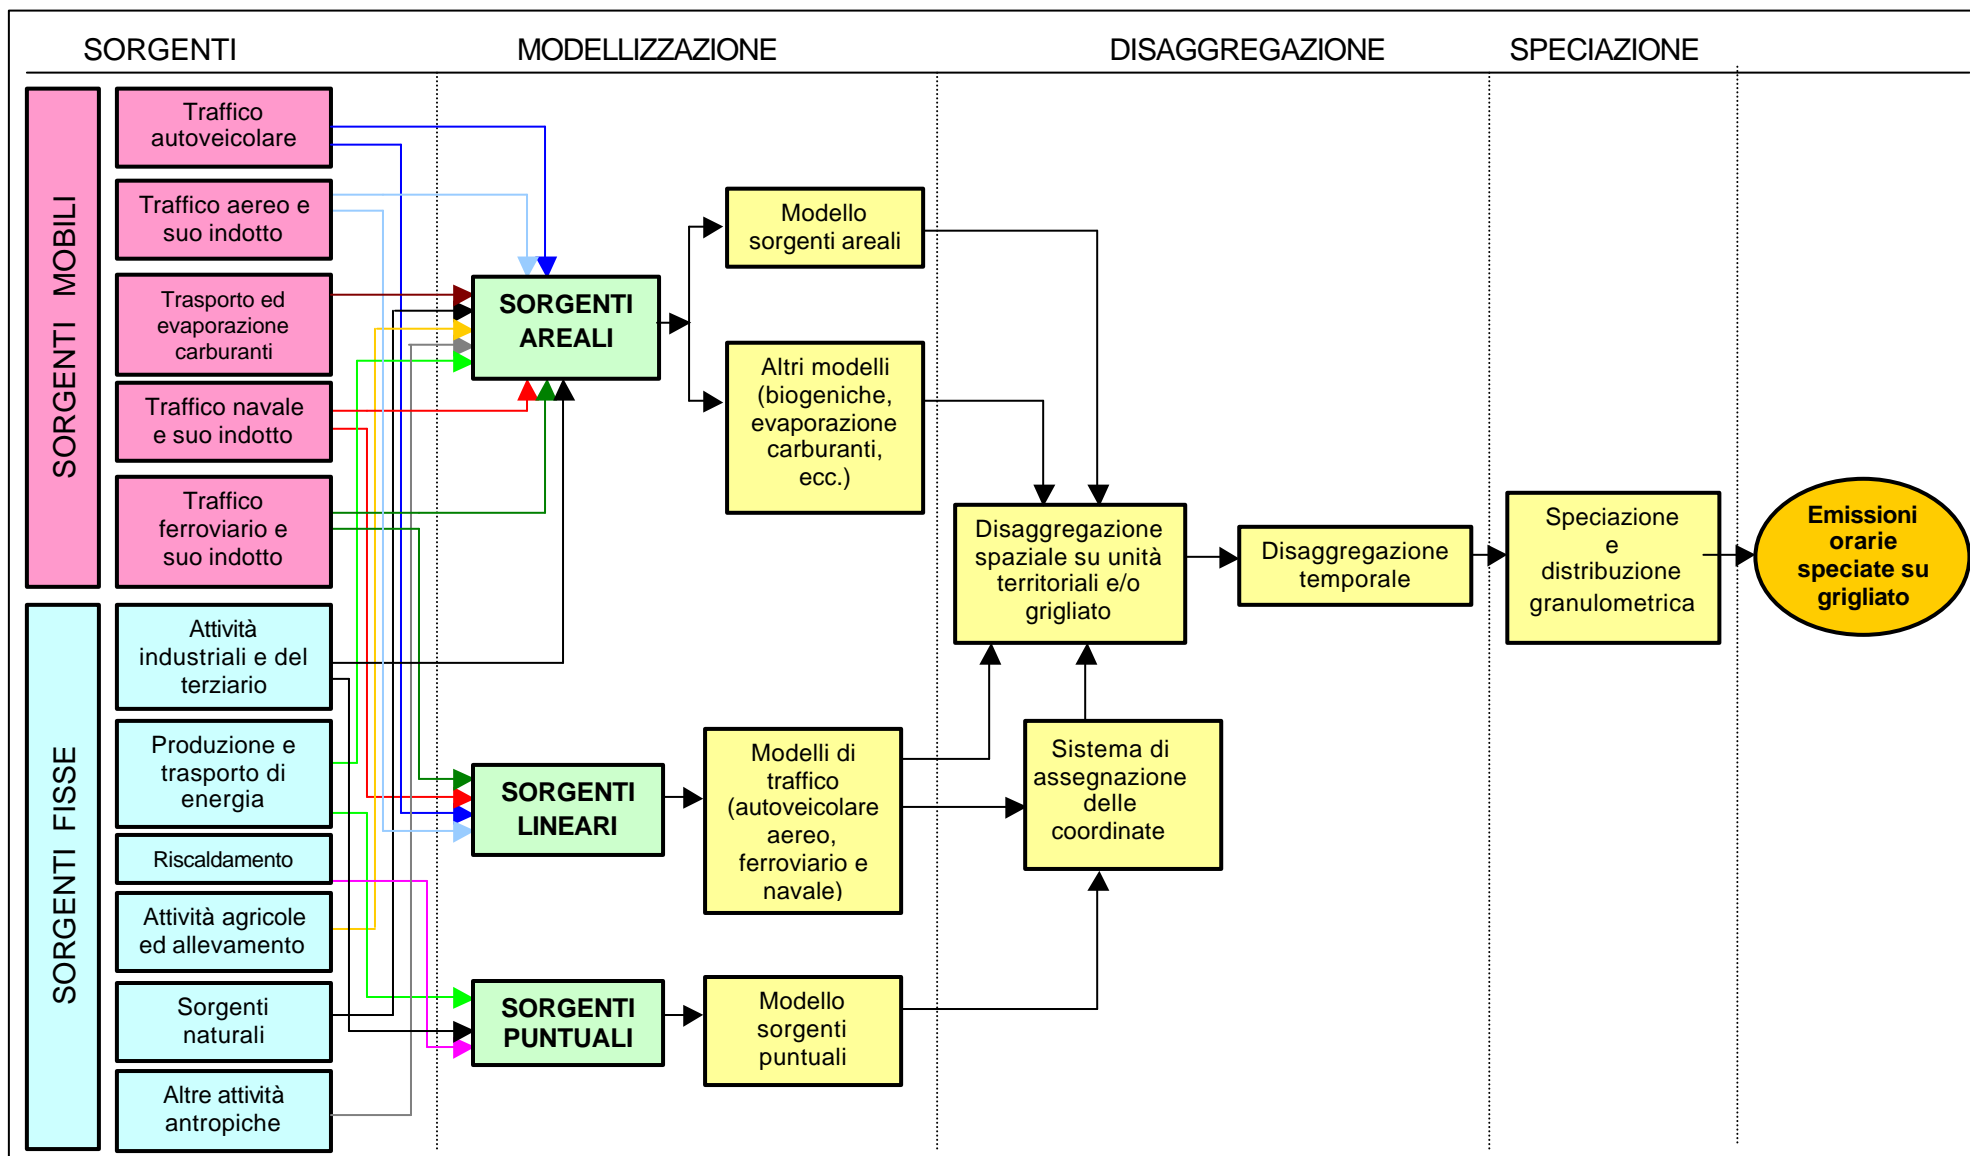 SORGENTI
MODELLIZZAZIONE
DISAGGREGAZIONE
SPECIAZIONE
SORGENTI MOBILI
Traffico
autoveicolare
Traffico aereo e
suo indotto
Trasporto ed
evaporazione
carburanti
Traffico navale
e suo indotto
Traffico
ferroviario e
suo indotto
SORGENTI FISSE
Attività
industriali e del
terziario
Produzione e
trasporto di
energia
Riscaldamento
Attività agricole
ed allevamento
Sorgenti
naturali
Altre attività
antropiche
SORGENTI
AREALI
SORGENTI
LINEARI
SORGENTI
PUNTUALI
Modello
sorgenti areali
Altri modelli
(biogeniche,
evaporazione
carburanti,
ecc.)
Modelli di
traffico
(autoveicolare
aereo,
ferroviario e
navale)
Modello
sorgenti
puntuali
Disaggregazione
spaziale su unità
territoriali e/o
grigliato
Sistema di
assegnazione
delle
coordinate
Disaggregazione
temporale
Speciazione
e
distribuzione
granulometrica
Emissioni
orarie
speciate su
grigliato